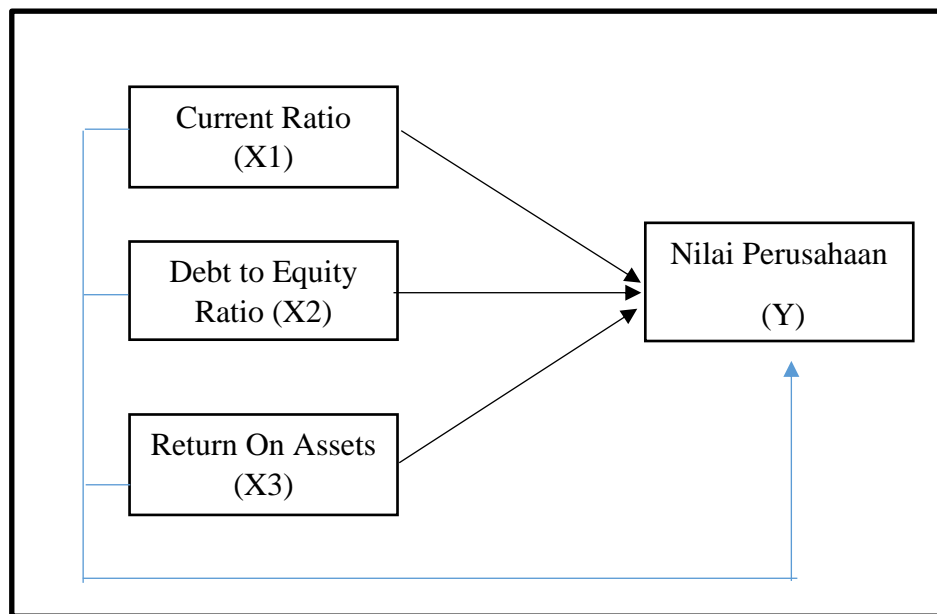 Current Ratio
(X1)
Debt to Equity
Ratio (X2)
Return On Assets
(X3)
Nilai Perusahaan
(Y)